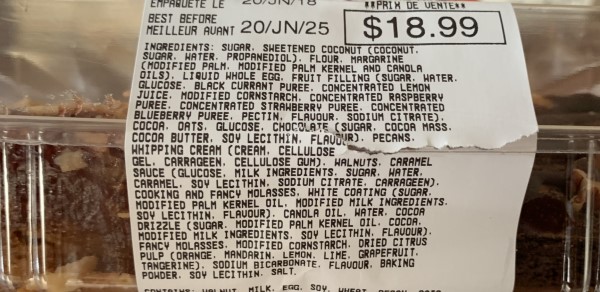 EMPAQUETÉ LE 20/JN/18 **PRIX DE VENTE**
BEST BEFORE
MEILLEUR AVANT 20/JN/25 $18.99
INGREDIENTS: SUGAR, SWEETENED COCONUT (COCONUT,
SUGAR, WATER, PROPANEDIOL), FLOUR, MARGARINE
(MODIFIED PALM, MODIFIED PALM KERNEL AND CANOLA
OILS), LIQUID WHOLE EGG, FRUIT FILLING (SUGAR, WATER,
GLUCOSE, BLACK CURRANT PUREE, CONCENTRATED LEMON
JUICE, MODIFIED CORNSTARCH, CONCENTRATED RASPBERRY
PUREE, CONCENTRATED STRAWBERRY PUREE, CONCENTRATED
BLUEBERRY PUREE, PECTIN, FLAVOUR, SODIUM CITRATE),
COCOA, OATS, GLUCOSE, CHOCOLATE (SUGAR, COCOA MASS,
COCOA BUTTER, SOY LECITHIN, FLAVOUR), PECANS,
WHIPPING CREAM (CREAM, CELLULOSE
GEL, CARRAGEEN, CELLULOSE GUM), WALNUTS, CARAMEL
SAUCE (GLUCOSE, MILK INGREDIENTS, SUGAR, WATER,
CARAMEL, SOY LECITHIN, SODIUM CITRATE, CARRAGEEN),
COOKING AND FANCY MOLASSES, WHITE COATING (SUGAR,
MODIFIED PALM KERNEL OIL, MODIFIED MILK INGREDIENTS,
SOY LECITHIN, FLAVOUR), CANOLA OIL, WATER, COCOA
DRIZZLE (SUGAR, MODIFIED PALM KERNEL OIL, COCOA,
MODIFIED MILK INGREDIENTS, SOY LECITHIN, FLAVOUR),
FANCY MOLASSES, MODIFIED CORNSTARCH, DRIED CITRUS
PULP (ORANGE, MANDARIN, LEMON, LIME, GRAPEFRUIT,
TANGERINE), SODIUM BICARBONATE, FLAVOUR, BAKING
POWDER, SOY LECITHIN, SALT.
CONTAINS: WALNUT, MILK, EGG, SOY, WHEAT, PECAN,